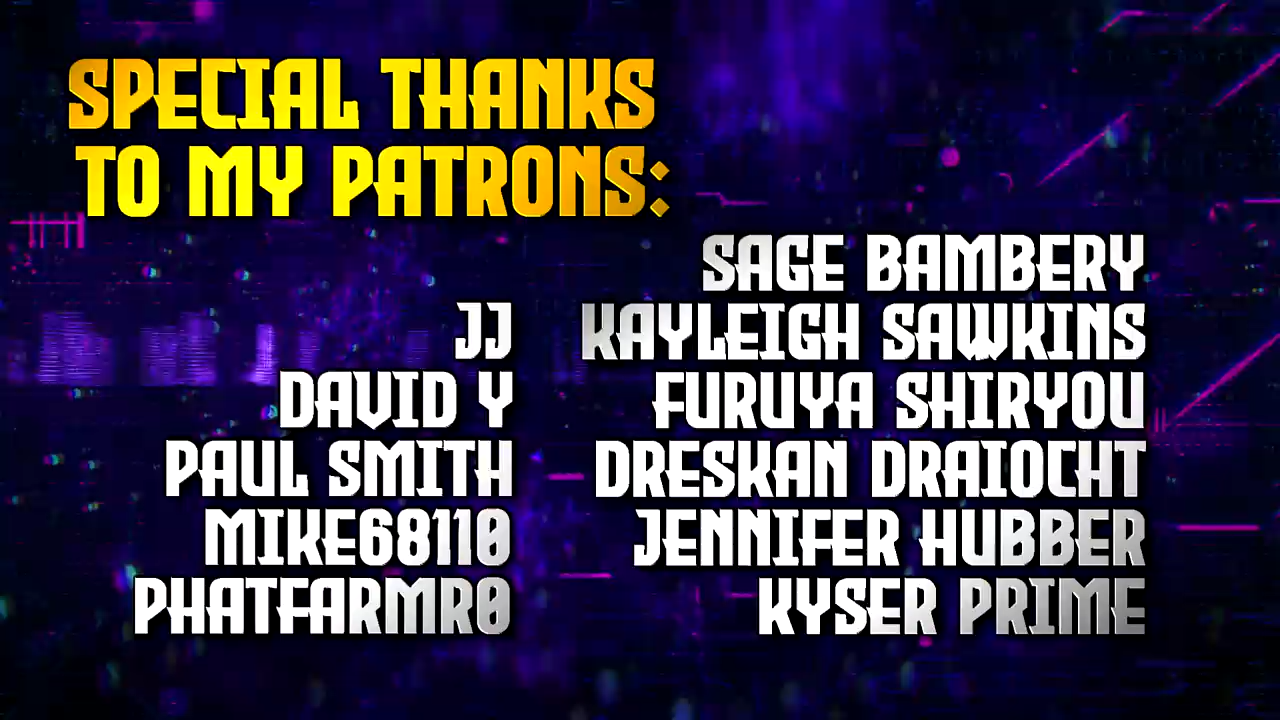 SPECIAL THANKS
TO MY PATRONS:
JJ
DAVID Y
PAUL SMITH
MIKE68110
PHATFARMR0
SAGE BAMBERY
KAYLEIGH SAWKINS
FURUYA SHIRYOU
DRESKAN DRAIOCHT
JENNIFER HUBBER
KYSER PRIME